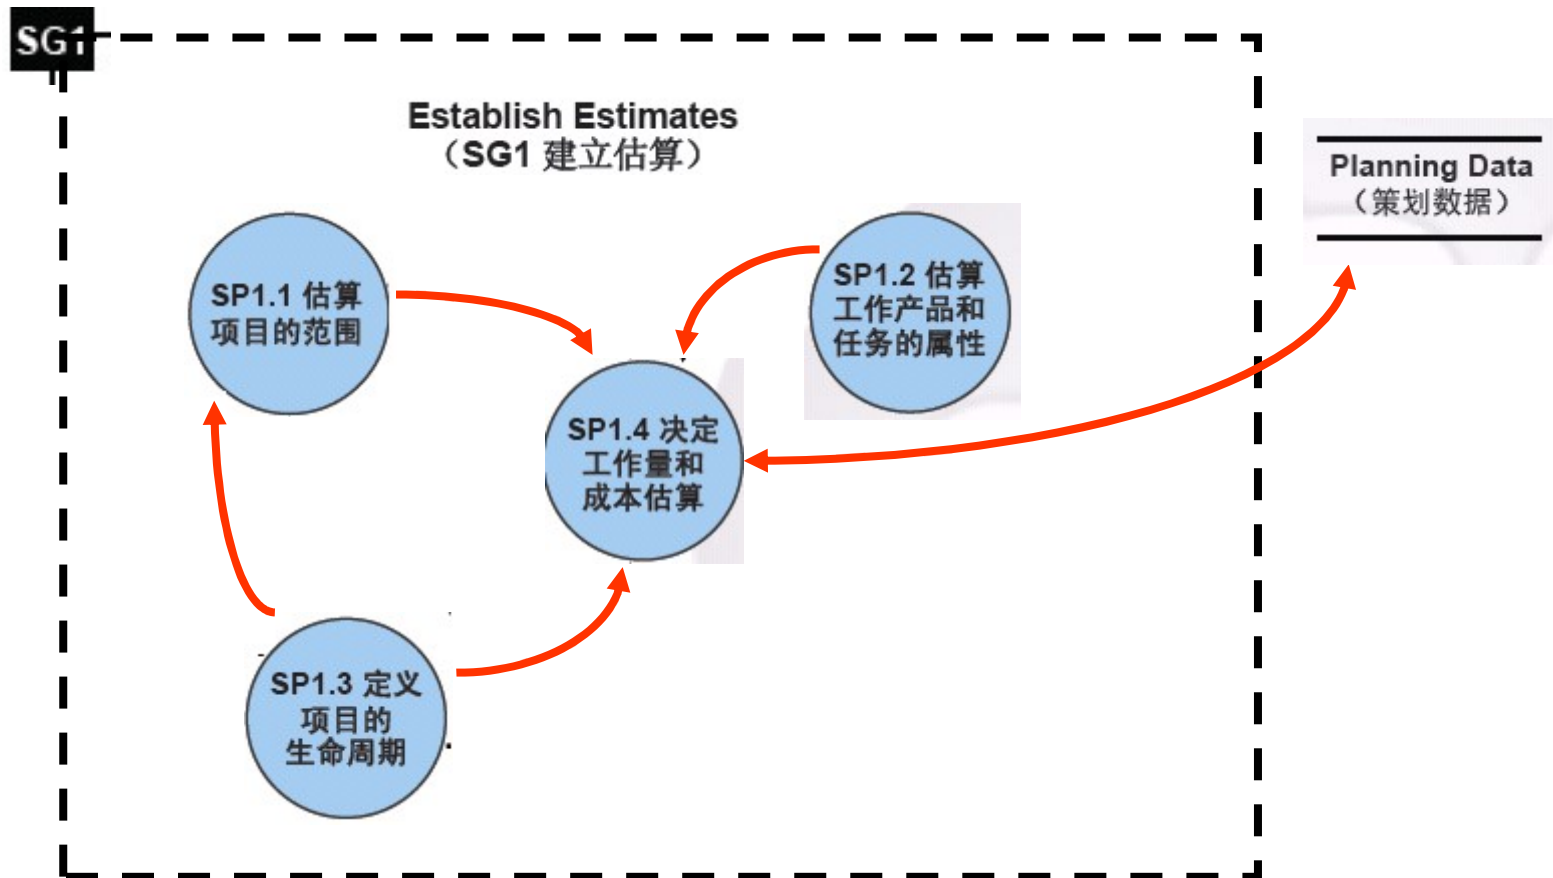 SG1
Establish Estimates
（SG1 建立估算）
Planning Data
（策划数据）
SP1.1 估算
项目的范围
SP1.2 估算
工作产品和
任务的属性
SP1.4 决定
工作量和
成本估算
SP1.3 定义
项目的
生命周期